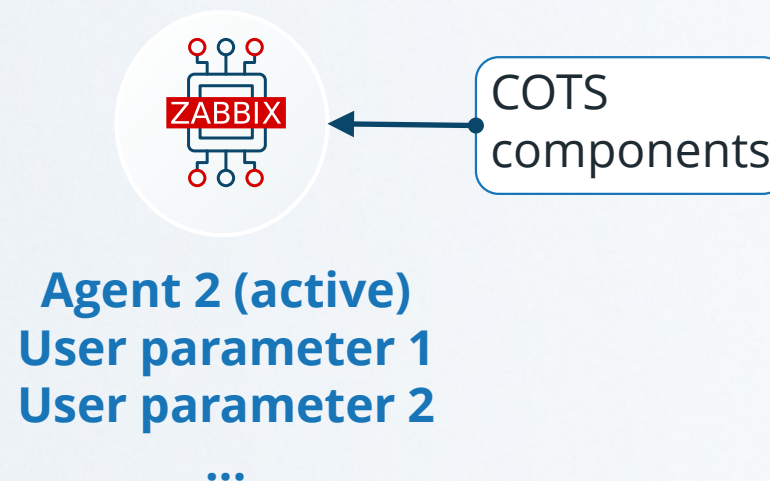 ZABBIX
COTS
components
Agent 2 (active)
User parameter 1
User parameter 2
...